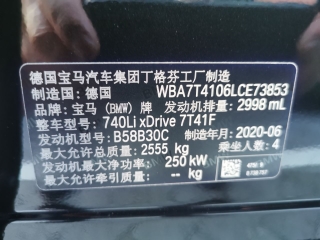 德国宝马汽车集团丁格芬工厂制造
制造国：德国 WBA7T4106LCE73853
品牌：宝马（BMW）牌 发动机排量：2998 mL
整车型号：740Li xDrive 7T41F
发动机型号：B58B30C 制造年月：2020-06
最大允许总质量：2555 kg 乘坐人数：4
发动机最大净功率：250 kW
最大允许牵引质量：-kg